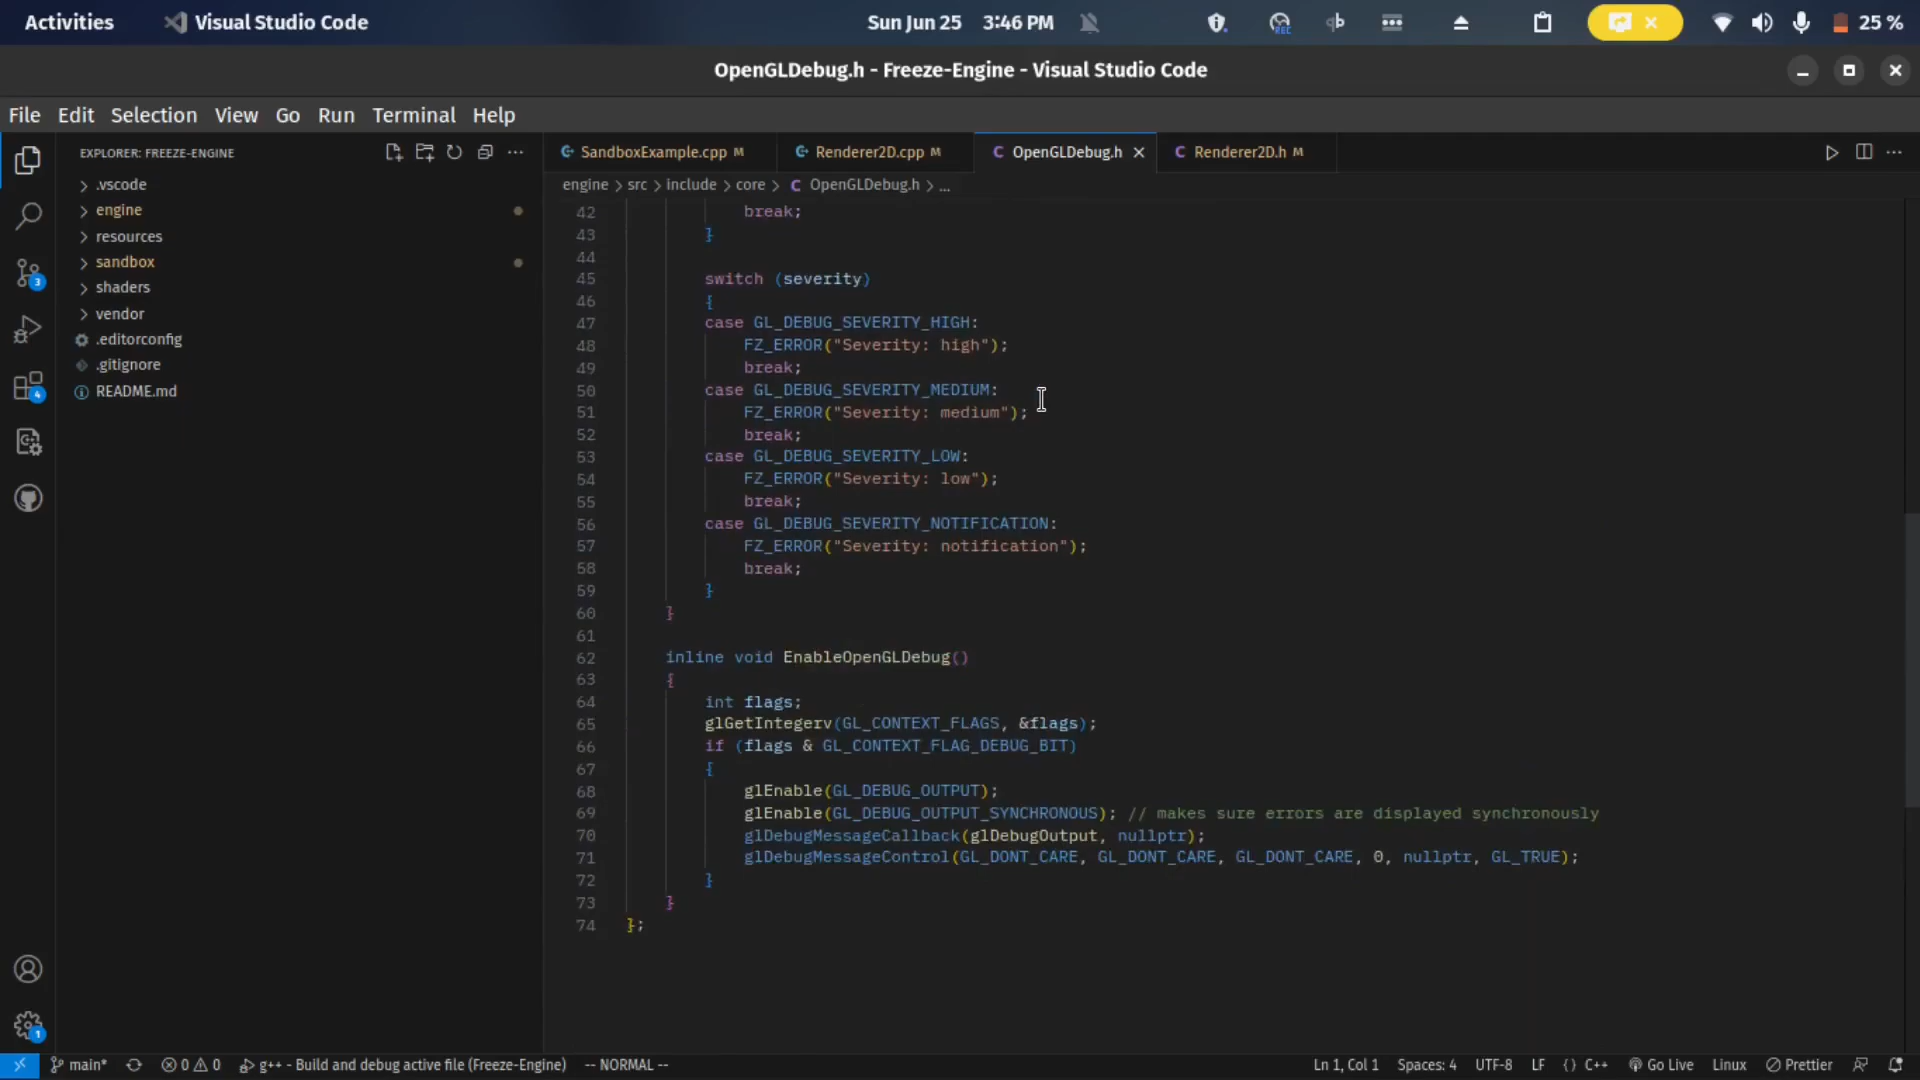 Activities Visual Studio Code Sun Jun 25 3:46 PM REC qb 25 %
OpenGLDebug.h - Freeze-Engine - Visual Studio Code
File Edit Selection View Go Run Terminal Help
EXPLORER: FREEZE-ENGINE
SandboxExample.cpp M Renderer2D.cpp M C OpenGLDebug.h C Renderer2D.h M
engine > src > include > core > C OpenGLDebug.h > ...
.vscode
engine
resources
sandbox
shaders
vendor
.editorconfig
.gitignore
README.md
3
4
1
42 break;
43 }
44
45 switch (severity)
46 {
47 case GL_DEBUG_SEVERITY_HIGH:
48 FZ_ERROR("Severity: high");
49 break;
50 case GL_DEBUG_SEVERITY_MEDIUM:
51 FZ_ERROR("Severity: medium");
52 break;
53 case GL_DEBUG_SEVERITY_LOW:
54 FZ_ERROR("Severity: low");
55 break;
56 case GL_DEBUG_SEVERITY_NOTIFICATION:
57 FZ_ERROR("Severity: notification");
58 break;
59 }
60 }
61
62 inline void EnableOpenGLDebug()
63 {
64 int flags;
65 glGetIntegerv(GL_CONTEXT_FLAGS, &flags);
66 if (flags & GL_CONTEXT_FLAG_DEBUG_BIT)
67 {
68 glEnable(GL_DEBUG_OUTPUT);
69 glEnable(GL_DEBUG_OUTPUT_SYNCHRONOUS); // makes sure errors are displayed synchronously
70 glDebugMessageCallback(glDebugOutput, nullptr);
71 glDebugMessageControl(GL_DONT_CARE, GL_DONT_CARE, GL_DONT_CARE, 0, nullptr, GL_TRUE);
72 }
73 }
74 };
main* 0 0 g++ - Build and debug active file (Freeze-Engine) -- NORMAL -- Ln 1, Col 1 Spaces: 4 UTF-8 LF {} C++ Go Live Linux Prettier